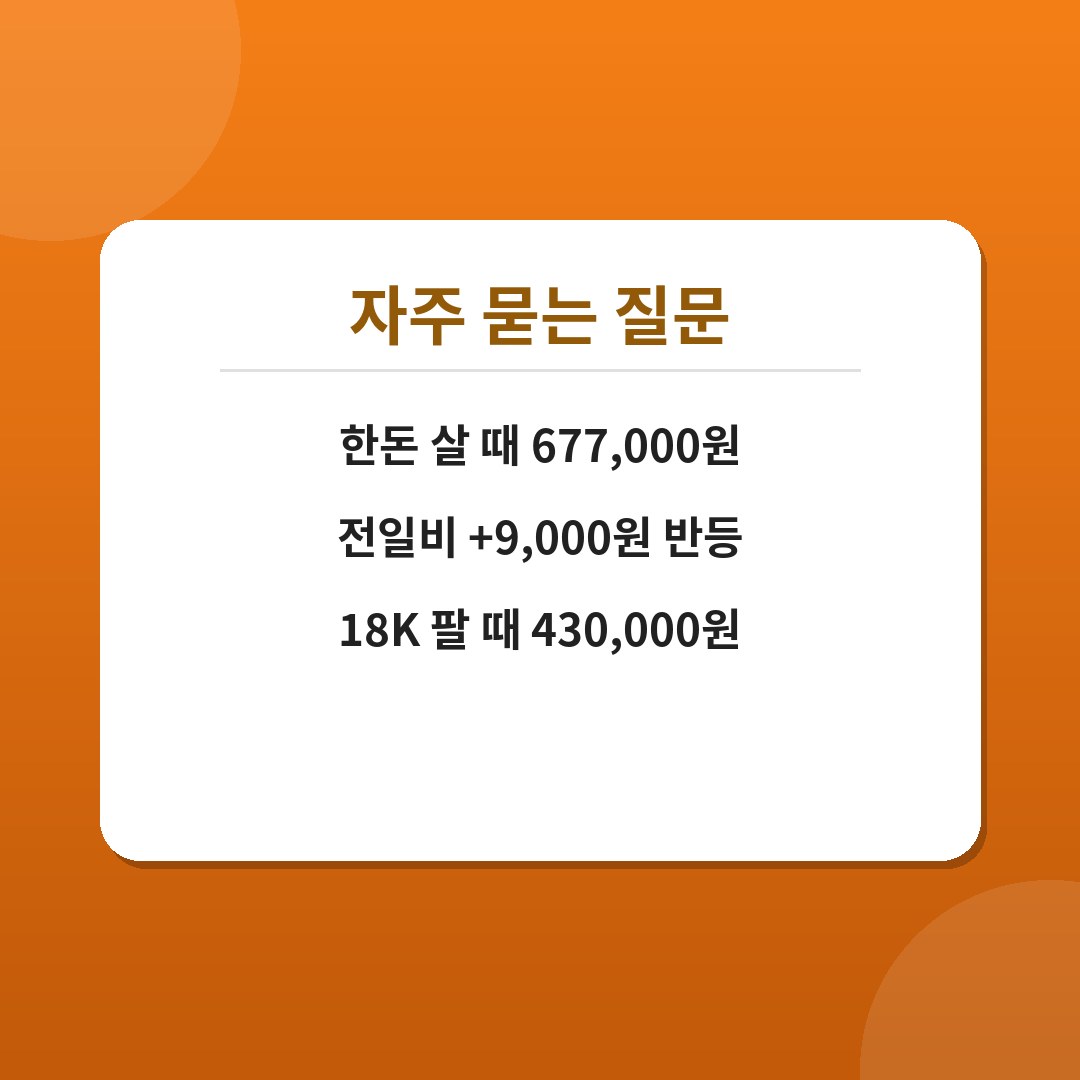 자주 묻는 질문
한돈 살 때 677,000원
전일비 +9,000원 반등
18K 팔 때 430,000원